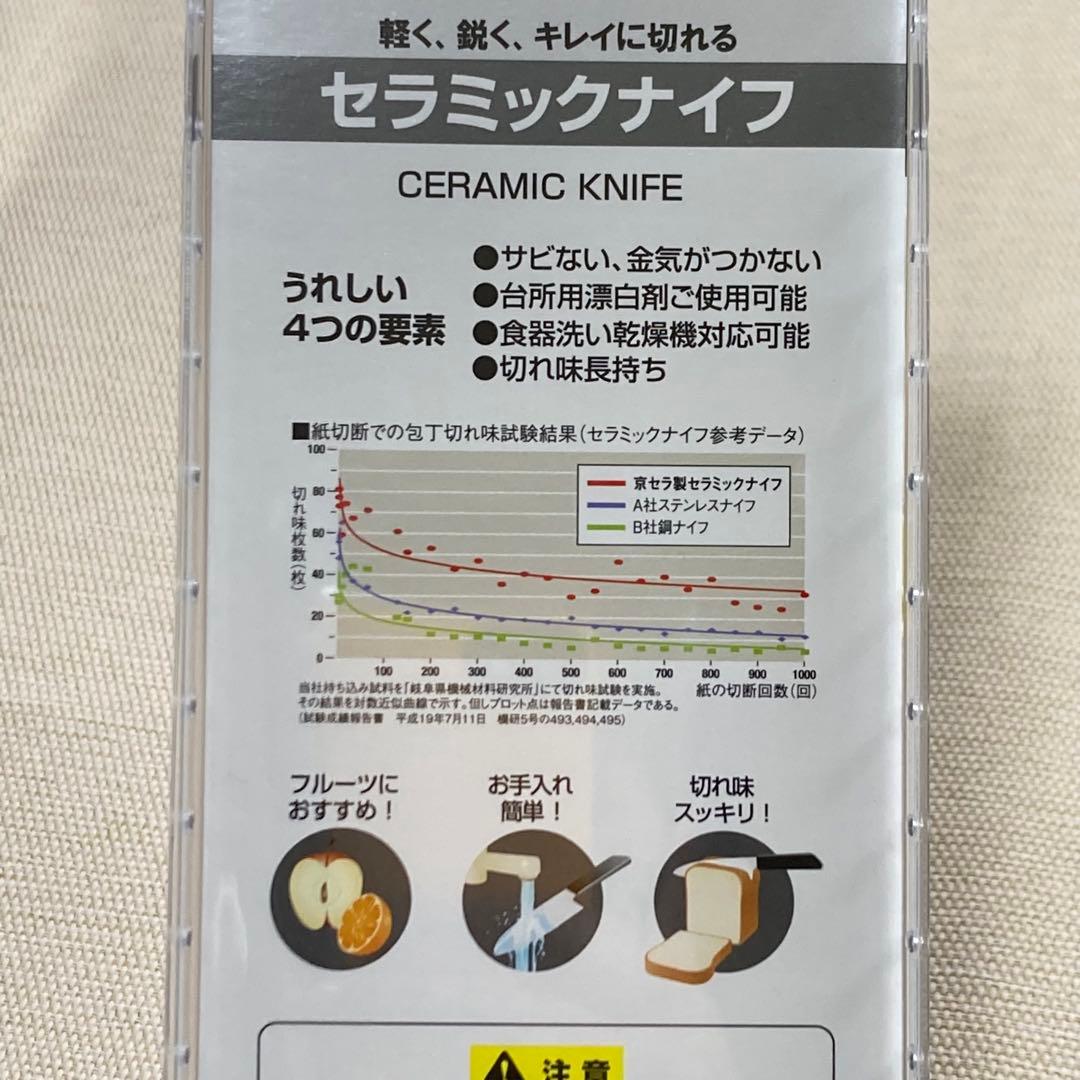 軽く、鋭く、キレイに切れる
セラミックナイフ
CERAMIC KNIFE
うれしい
4つの要素
●サビない、金気がつかない
●台所用漂白剤ご使用可能
●食器洗い乾燥機対応可能
●切れ味長持ち
■紙切断での包丁切れ味試験結果(セラミックナイフ参考データ)
切れ味枚数(枚)
100
80
60
40
20
0
京セラ製セラミックナイフ
A社ステンレスナイフ
B社鋼ナイフ
100 200 300 400 500 600 700 800 900 1000
紙の切断回数(回)
当社持ち込み試料を「岐阜県機械材料研究所」にて切れ味試験を実施。
その結果を対数近似曲線で示す。但しプロット点は報告書記載データである。
(試験成績報告書 平成19年7月11日 機研5号の493,494,495)
フルーツに
おすすめ!
お手入れ
簡単!
切れ味
スッキリ!
注意